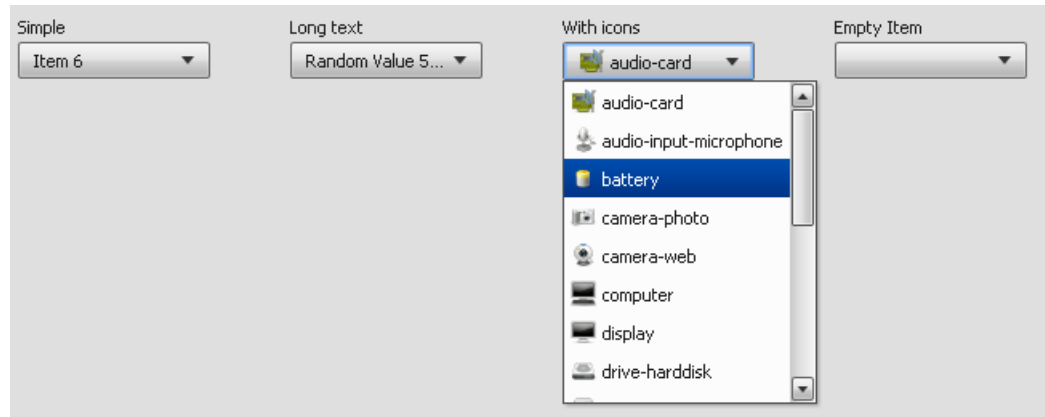 Simple
Long text
With icons
Empty Item
Item 6
Random Value 5...
audio-card
audio-card
audio-input-microphone
battery
camera-photo
camera-web
computer
display
drive-harddisk